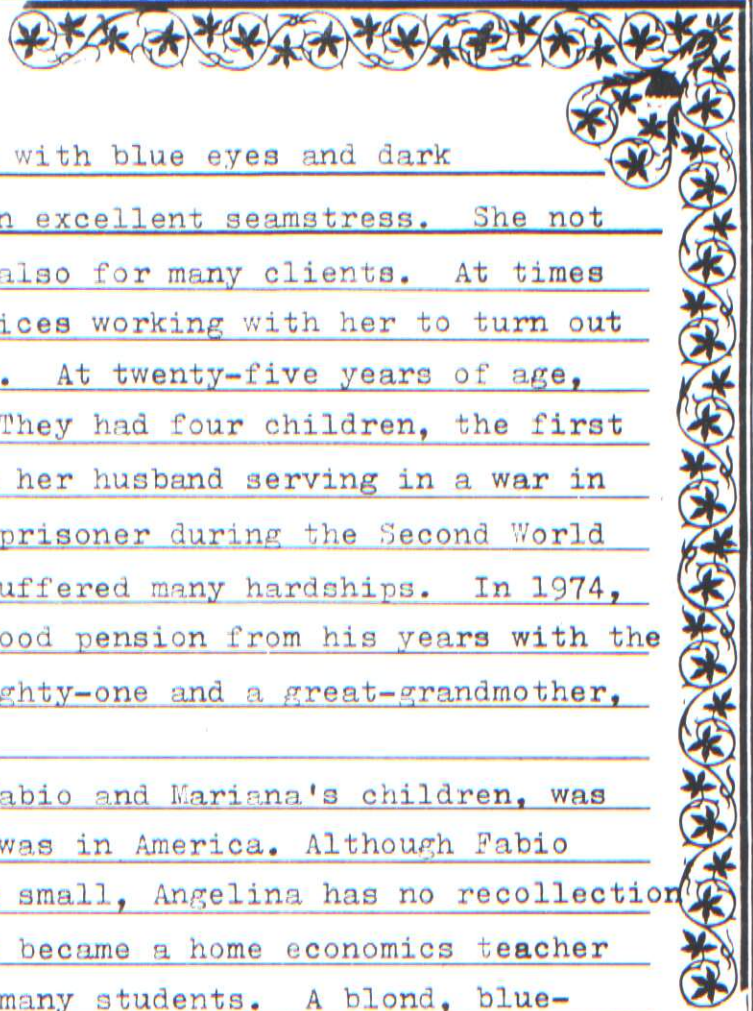 with blue eyes and dark
n excellent seamstress. She not
also for many clients. At times
ices working with her to turn out
. At twenty-five years of age,
They had four children, the first
her husband serving in a war in
prisoner during the Second World
uffered many hardships. In 1974,
ood pension from his years with the
ghty-one and a great-grandmother,
abio and Mariana's children, was
was in America. Although Fabio
small, Angelina has no recollection
became a home economics teacher
many students. A blond, blue-